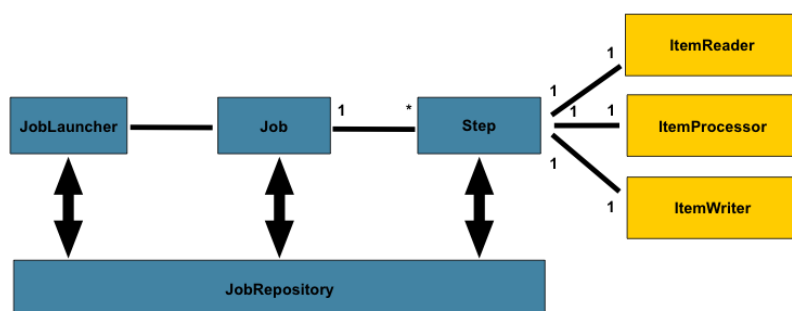 ItemReader
1
JobLauncher
Job
1
*
Step
1
1
1
ItemProcessor
1
1
ItemWriter
JobRepository